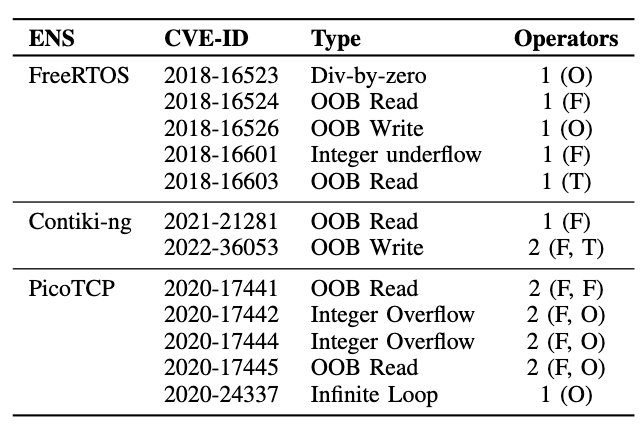 ENS CVE-ID Type Operators
FreeRTOS 2018-16523 Div-by-zero 1 (O)
2018-16524 OOB Read 1 (F)
2018-16526 OOB Write 1 (O)
2018-16601 Integer underflow 1 (F)
2018-16603 OOB Read 1 (T)
Contiki-ng 2021-21281 OOB Read 1 (F)
2022-36053 OOB Write 2 (F, T)
PicoTCP 2020-17441 OOB Read 2 (F, F)
2020-17442 Integer Overflow 2 (F, O)
2020-17444 Integer Overflow 2 (F, O)
2020-17445 OOB Read 2 (F, O)
2020-24337 Infinite Loop 1 (O)